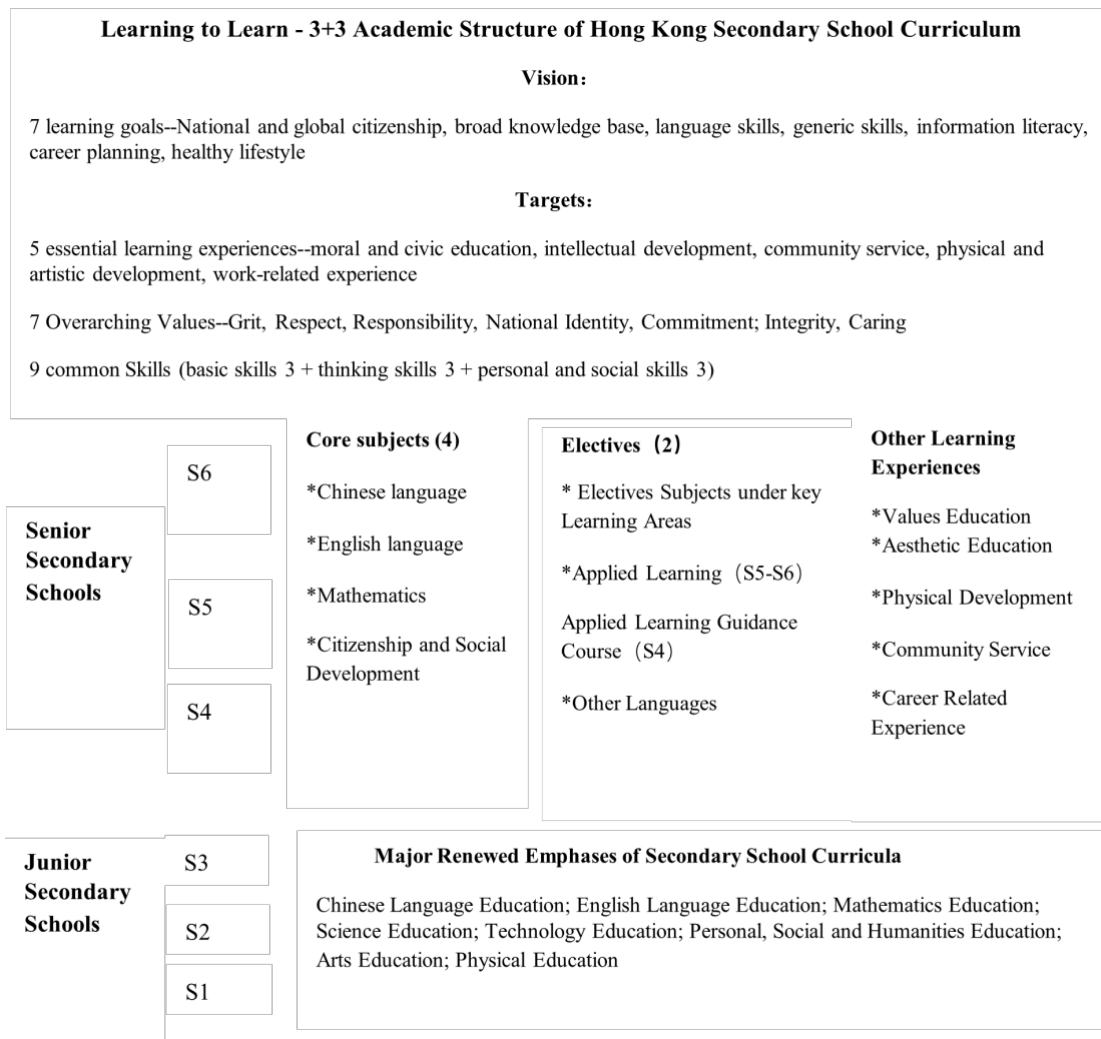 Learning to Learn - 3+3 Academic Structure of Hong Kong Secondary School Curriculum
Vision：
7 learning goals--National and global citizenship, broad knowledge base, language skills, generic skills, information literacy,
career planning, healthy lifestyle
Targets：
5 essential learning experiences--moral and civic education, intellectual development, community service, physical and
artistic development, work-related experience
7 Overarching Values--Grit, Respect, Responsibility, National Identity, Commitment; Integrity, Caring
9 common Skills (basic skills 3 + thinking skills 3 + personal and social skills 3)
Senior
Secondary
Schools
S6
S5
S4
Core subjects (4)
*Chinese language
*English language
*Mathematics
*Citizenship and Social
Development
Electives（2）
* Electives Subjects under key
Learning Areas
*Applied Learning（S5-S6）
Applied Learning Guidance
Course（S4）
*Other Languages
Other Learning
Experiences
*Values Education
*Aesthetic Education
*Physical Development
*Community Service
*Career Related
Experience
Junior
Secondary
Schools
S3
S2
S1
Major Renewed Emphases of Secondary School Curricula
Chinese Language Education; English Language Education; Mathematics Education;
Science Education; Technology Education; Personal, Social and Humanities Education;
Arts Education; Physical Education